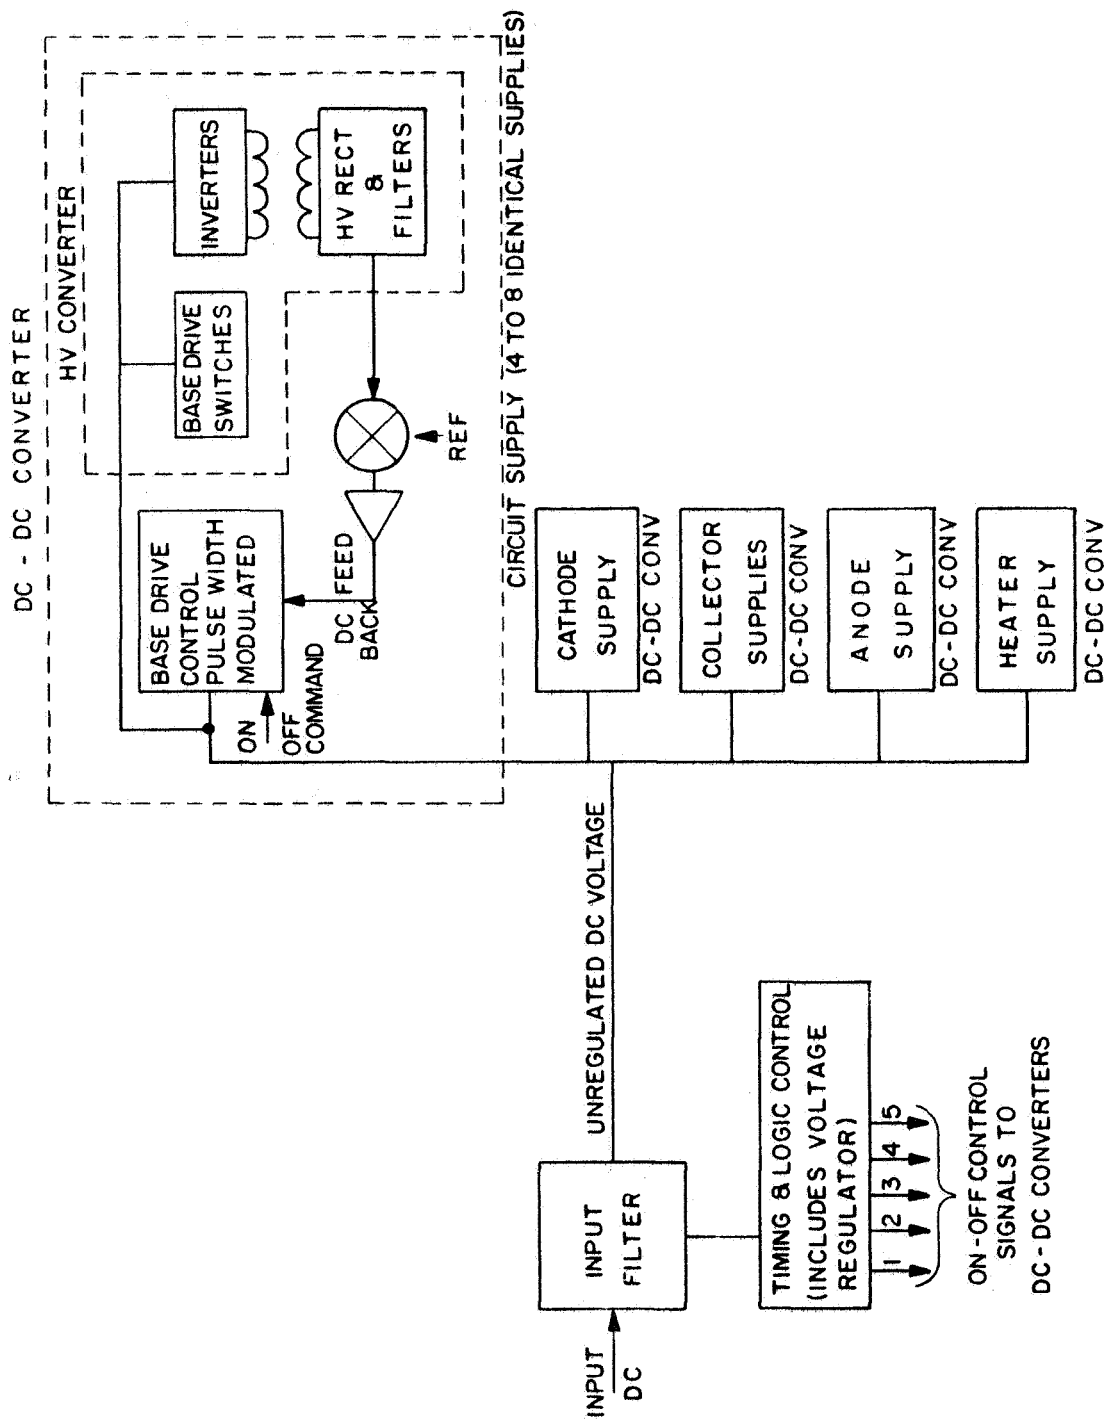 DC - DC CONVERTER
HV CONVERTER
INVERTERS
HV RECT
&
FILTERS
BASE DRIVE
SWITCHES
REF
BASE DRIVE
CONTROL
PULSE WIDTH
MODULATED
DC FEED
BACK
ON
OFF
COMMAND
CIRCUIT SUPPLY (4 TO 8 IDENTICAL SUPPLIES)
CATHODE
SUPPLY
DC-DC CONV
COLLECTOR
SUPPLIES
DC-DC CONV
ANODE
SUPPLY
DC-DC CONV
HEATER
SUPPLY
DC-DC CONV
UNREGULATED DC VOLTAGE
INPUT
FILTER
INPUT
DC
TIMING & LOGIC CONTROL
(INCLUDES VOLTAGE
REGULATOR)
1 2 3 4 5
ON-OFF CONTROL
SIGNALS TO
DC-DC CONVERTERS